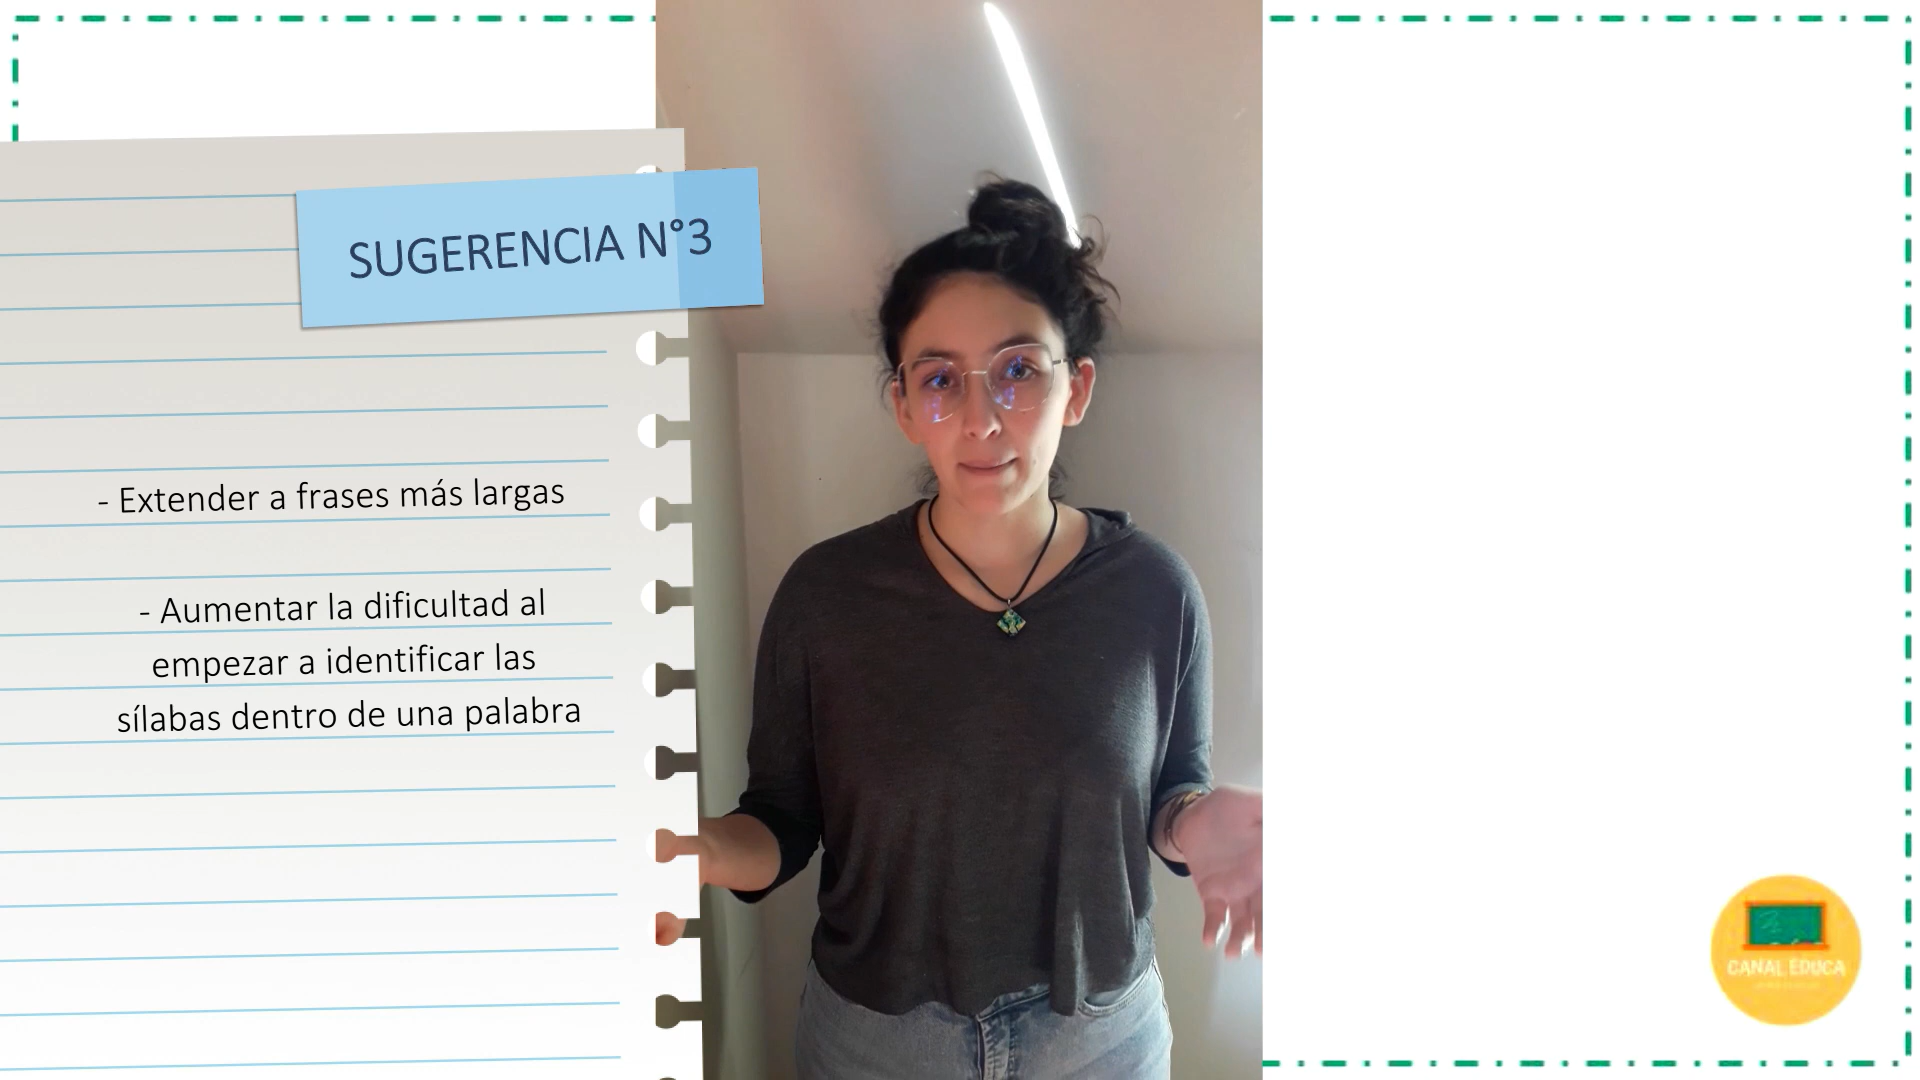 SUGERENCIA N°3
- Extender a frases más largas
- Aumentar la dificultad al
empezar a identificar las
sílabas dentro de una palabra
CANAL EDUCA